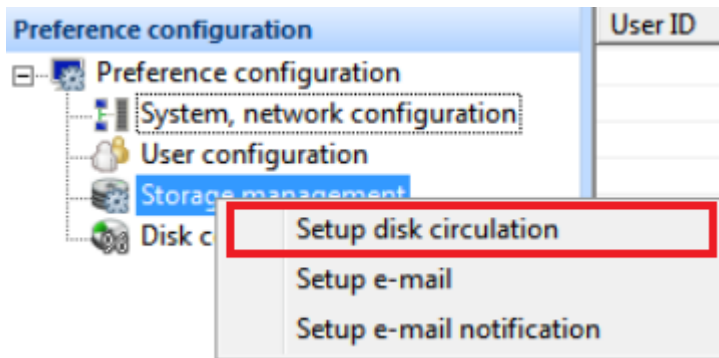 Preference configuration
User ID
Preference configuration
System, network configuration
User configuration
Storage management
Disk c
Setup disk circulation
Setup e-mail
Setup e-mail notification